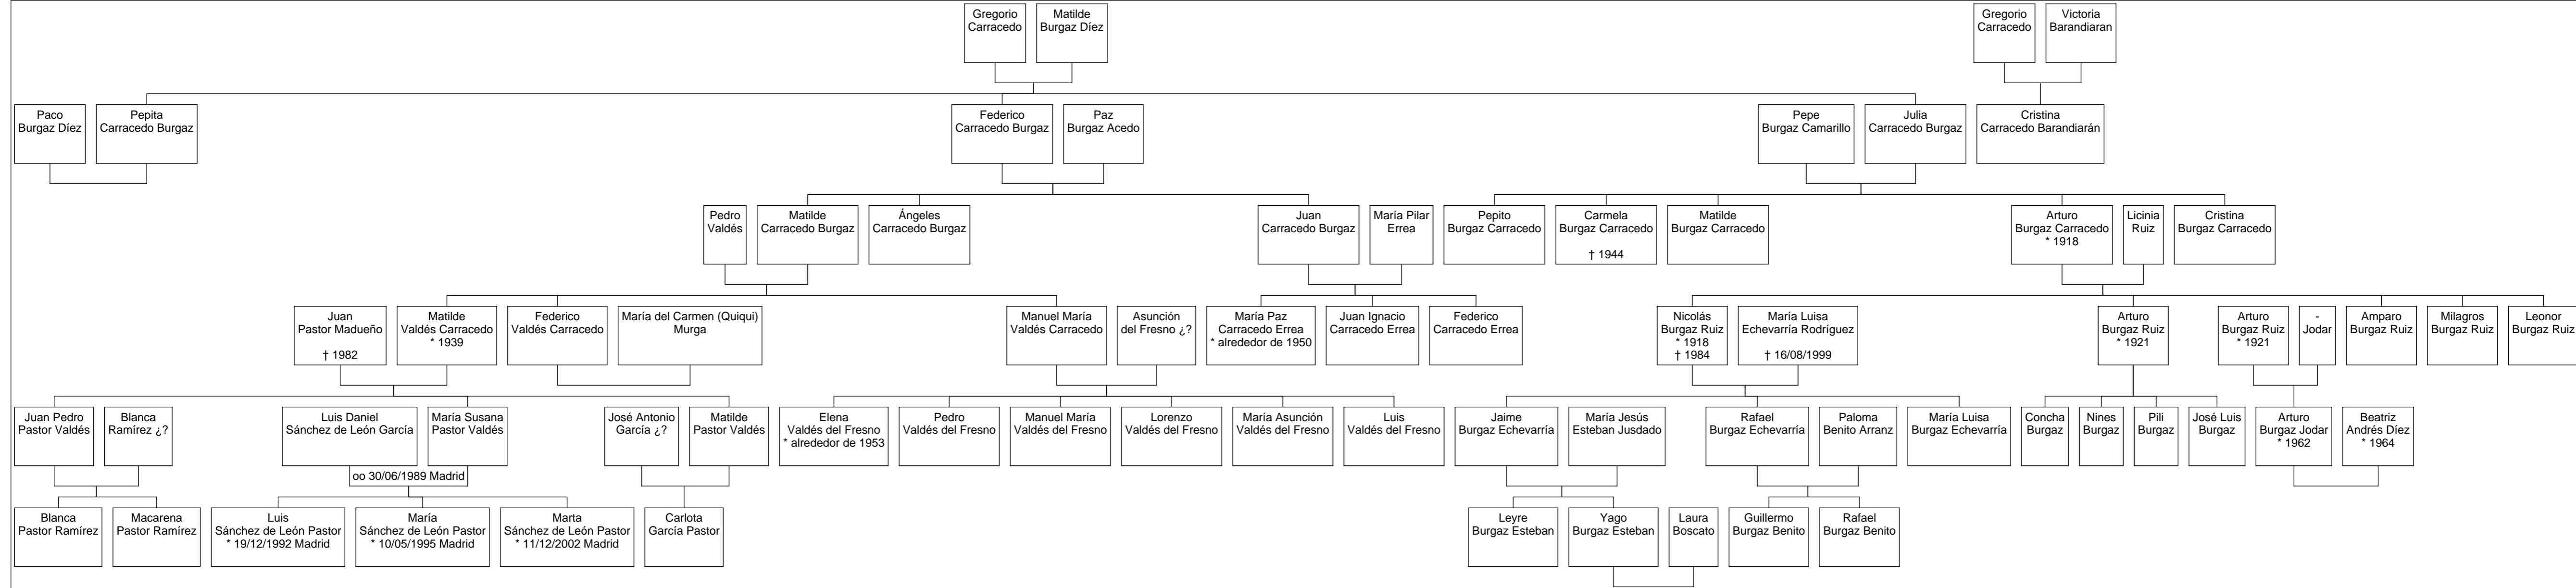 Gregorio
Carracedo
Matilde
Burgaz Díez
Gregorio
Carracedo
Victoria
Barandiaran
Paco
Burgaz Díez
Pepita
Carracedo Burgaz
Federico
Carracedo Burgaz
Paz
Burgaz Acedo
Pepe
Burgaz Camarillo
Julia
Carracedo Burgaz
Cristina
Carracedo Barandiarán
Pedro
Valdés
Matilde
Carracedo Burgaz
Ángeles
Carracedo Burgaz
Juan
Carracedo Burgaz
María Pilar
Errea
Pepito
Burgaz Carracedo
Carmela
Burgaz Carracedo
† 1944
Matilde
Burgaz Carracedo
Arturo
Burgaz Carracedo
* 1918
Licinia
Ruiz
Cristina
Burgaz Carracedo
Juan
Pastor Madueño
† 1982
Matilde
Valdés Carracedo
* 1939
Federico
Valdés Carracedo
María del Carmen (Quiqui)
Murga
Manuel María
Valdés Carracedo
Asunción
del Fresno ¿?
María Paz
Carracedo Errea
* alrededor de 1950
Juan Ignacio
Carracedo Errea
Federico
Carracedo Errea
Nicolás
Burgaz Ruiz
* 1918
† 1984
María Luisa
Echevarría Rodríguez
† 16/08/1999
Arturo
Burgaz Ruiz
* 1921
Arturo
Burgaz Ruiz
* 1921
-
Jodar
Amparo
Burgaz Ruiz
Milagros
Burgaz Ruiz
Leonor
Burgaz Ruiz
Juan Pedro
Pastor Valdés
Blanca
Ramírez ¿?
Luis Daniel
Sánchez de León García
María Susana
Pastor Valdés
oo 30/06/1989 Madrid
José Antonio
García ¿?
Matilde
Pastor Valdés
Elena
Valdés del Fresno
* alrededor de 1953
Pedro
Valdés del Fresno
Manuel María
Valdés del Fresno
Lorenzo
Valdés del Fresno
María Asunción
Valdés del Fresno
Luis
Valdés del Fresno
Jaime
Burgaz Echevarría
María Jesús
Esteban Jusdado
Rafael
Burgaz Echevarría
Paloma
Benito Arranz
María Luisa
Burgaz Echevarría
Concha
Burgaz
Nines
Burgaz
Pili
Burgaz
José Luis
Burgaz
Arturo
Burgaz Jodar
* 1962
Beatriz
Andrés Díez
* 1964
Blanca
Pastor Ramírez
Macarena
Pastor Ramírez
Luis
Sánchez de León Pastor
* 19/12/1992 Madrid
María
Sánchez de León Pastor
* 10/05/1995 Madrid
Marta
Sánchez de León Pastor
* 11/12/2002 Madrid
Carlota
García Pastor
Leyre
Burgaz Esteban
Yago
Burgaz Esteban
Laura
Boscato
Guillermo
Burgaz Benito
Rafael
Burgaz Benito